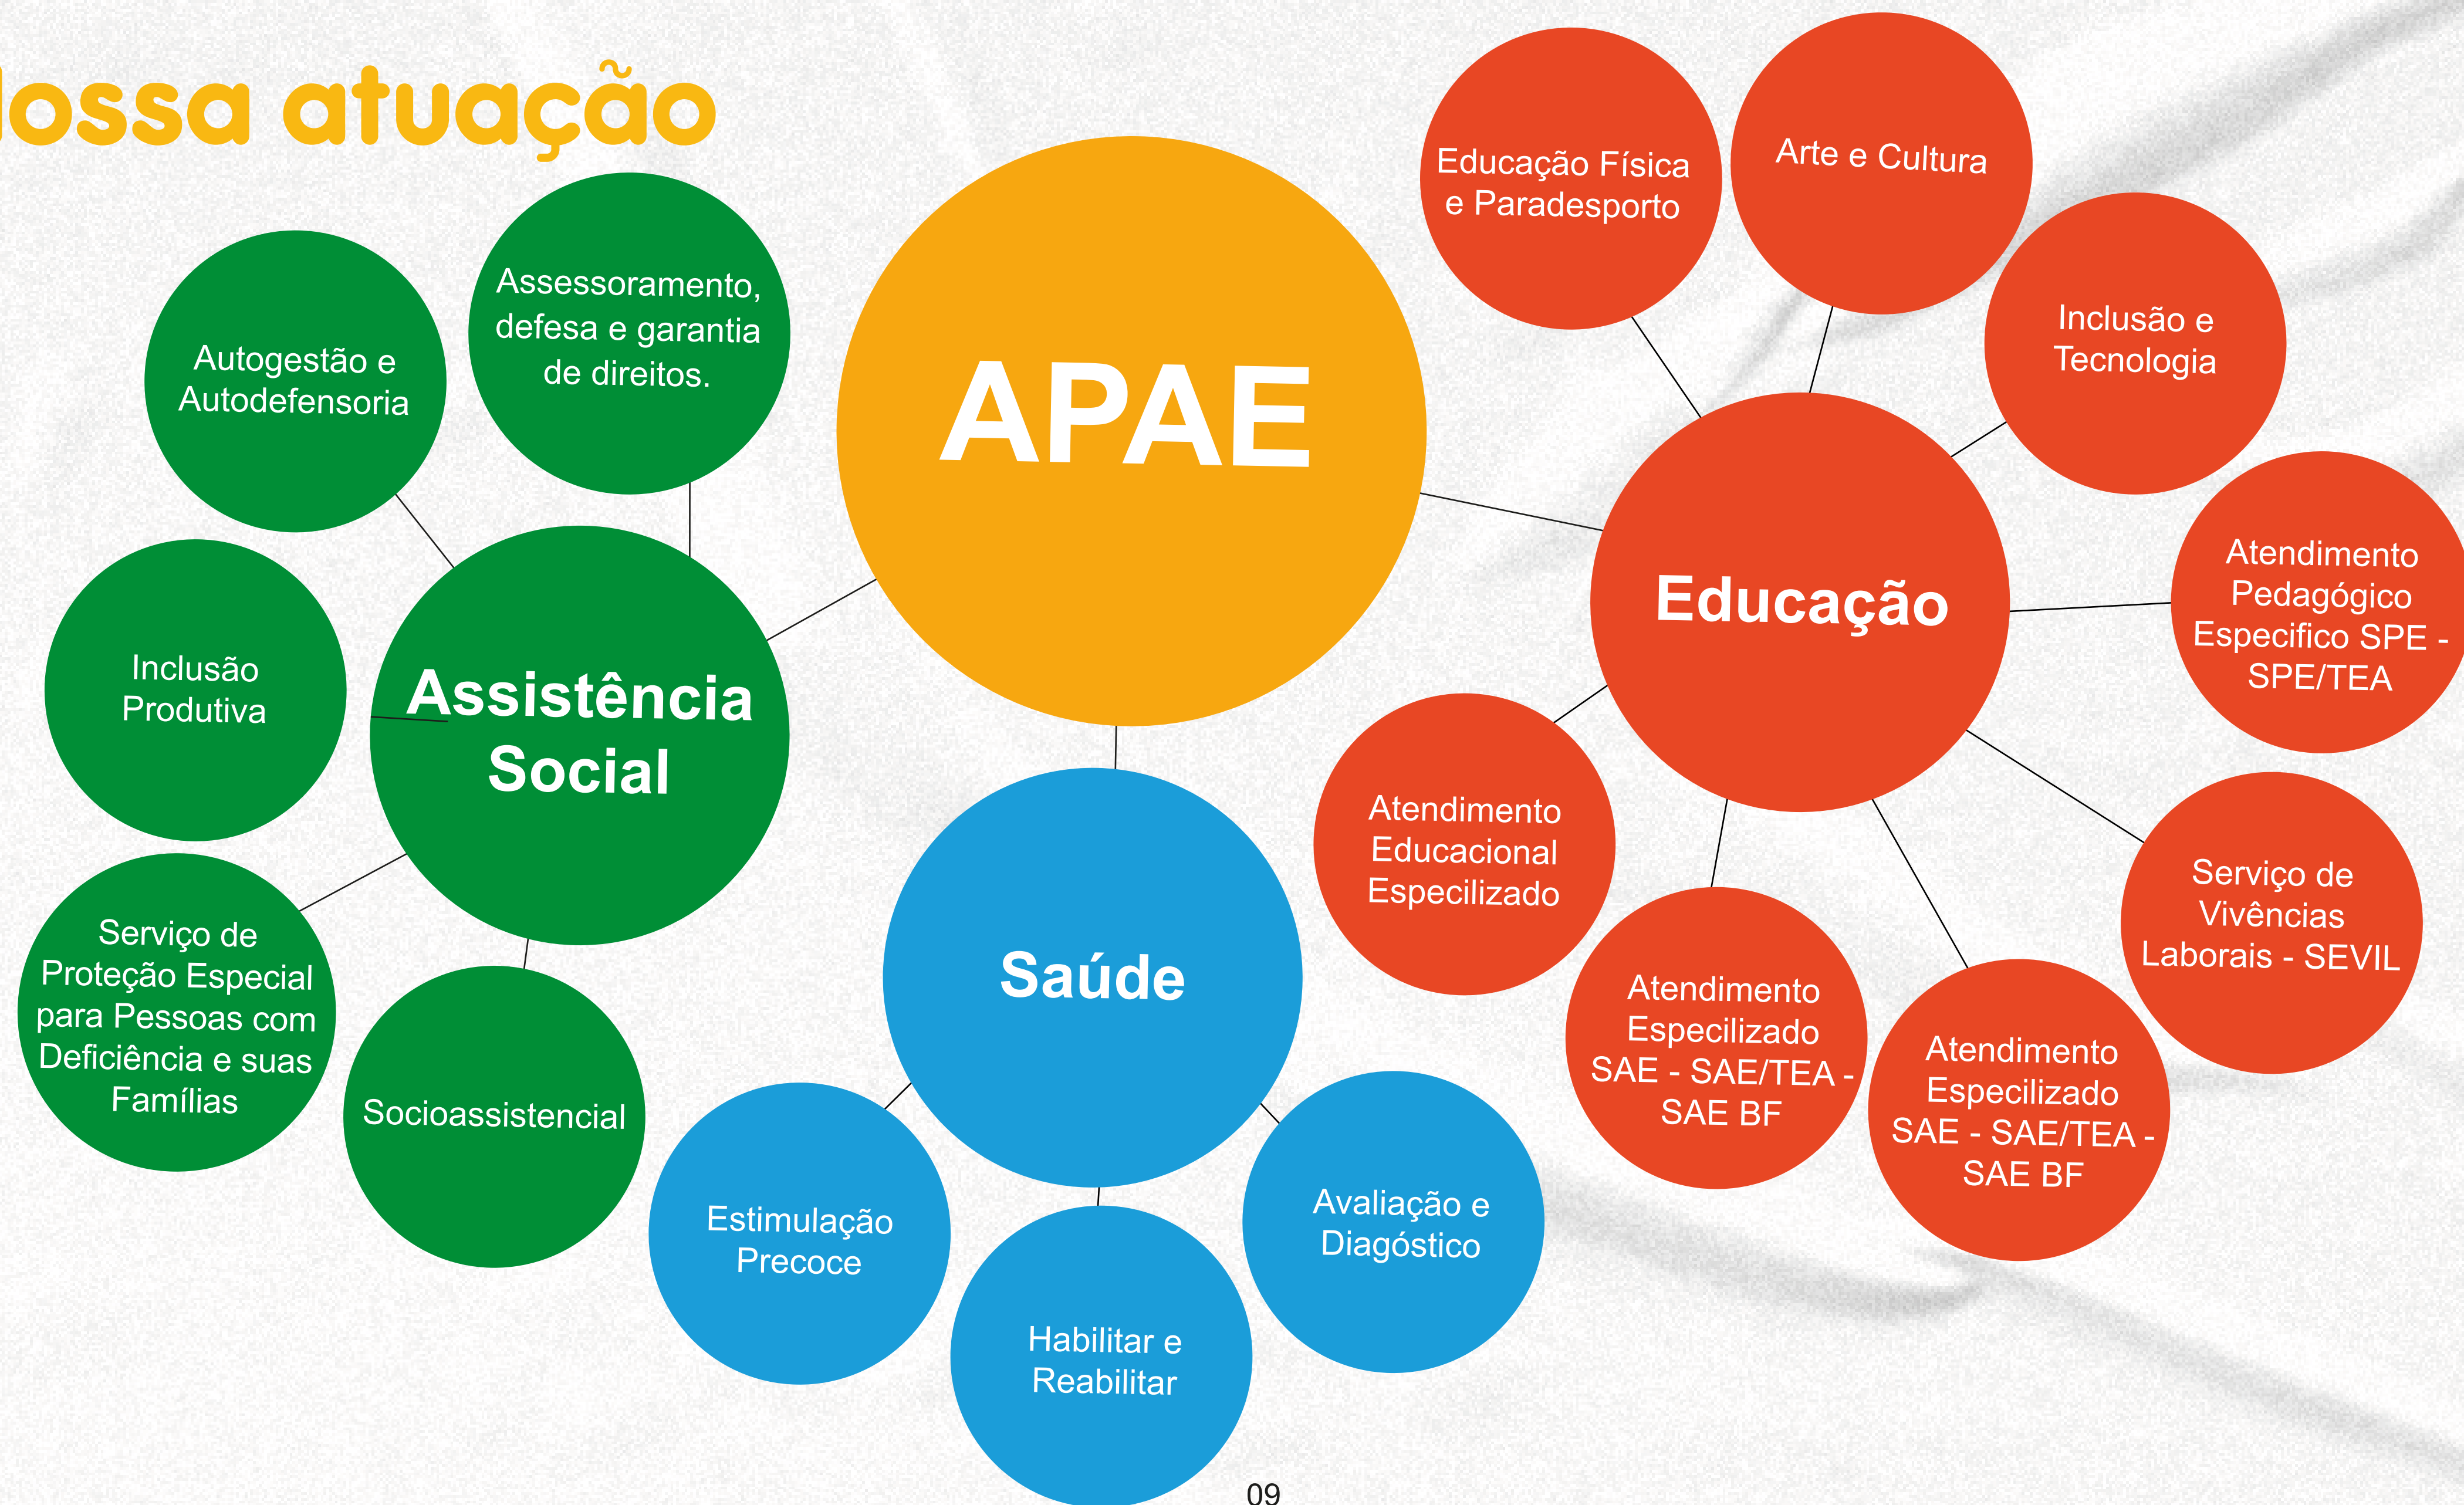 ossa atuação
APAE
Assistência
Social
Assessoramento,
defesa e garantia
de direitos.
Autogestão e
Autodefensoria
Inclusão
Produtiva
Serviço de
Proteção Especial
para Pessoas com
Deficiência e suas
Famílias
Socioassistencial
Saúde
Estimulação
Precoce
Habilitar e
Reabilitar
Avaliação e
Diagóstico
Educação
Educação Física
e Paradesporto
Arte e Cultura
Inclusão e
Tecnologia
Atendimento
Pedagógico
Especifico SPE -
SPE/TEA
Serviço de
Vivências
Laborais - SEVIL
Atendimento
Especilizado
SAE - SAE/TEA -
SAE BF
Atendimento
Especilizado
SAE - SAE/TEA -
SAE BF
Atendimento
Educacional
Especilizado
09